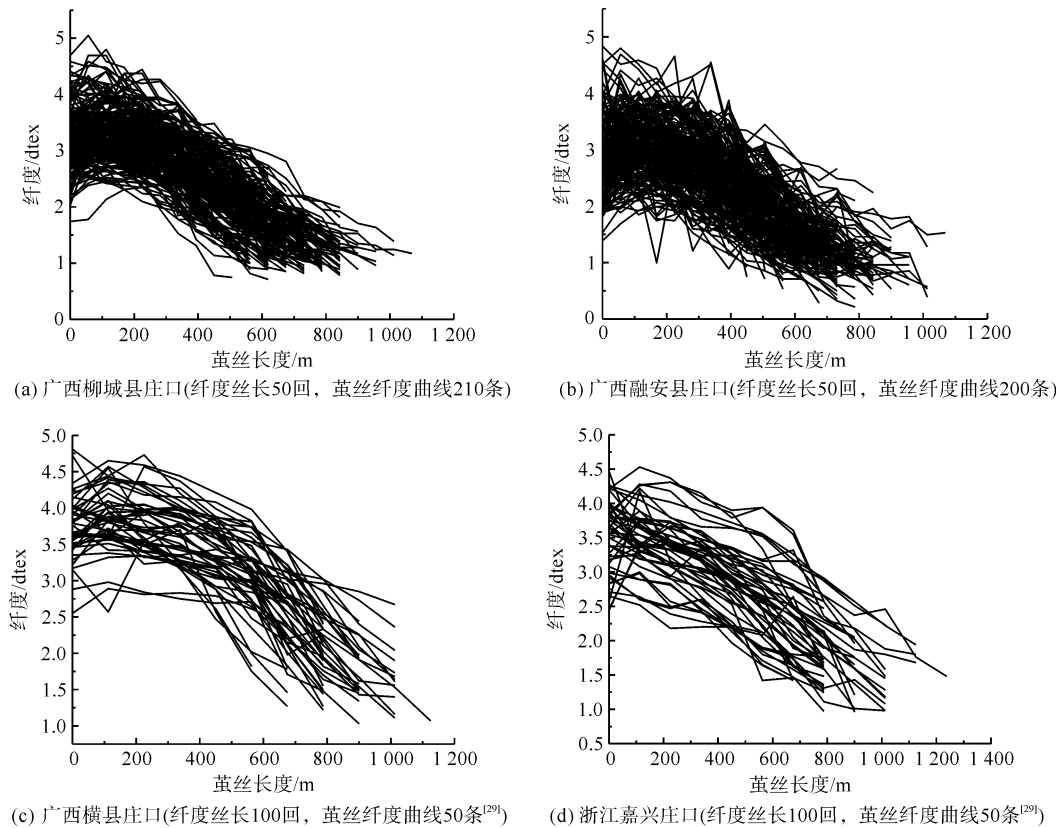 5
4
3
2
1
0
纤度/dtex
0 200 400 600 800 1 000 1 200
茧丝长度/m
(a) 广西柳城县庄口(纤度丝长50回，茧丝纤度曲线210条)
5
4
3
2
1
0
纤度/dtex
0 200 400 600 800 1 000 1 200
茧丝长度/m
(b) 广西融安县庄口(纤度丝长50回，茧丝纤度曲线200条)
5.0
4.5
4.0
3.5
3.0
2.5
2.0
1.5
1.0
纤度/dtex
0 200 400 600 800 1 000 1 200
茧丝长度/m
(c) 广西横县庄口(纤度丝长100回，茧丝纤度曲线50条[29])
5.0
4.5
4.0
3.5
3.0
2.5
2.0
1.5
1.0
0.5
纤度/dtex
0 200 400 600 800 1 000 1 200 1 400
茧丝长度/m
(d) 浙江嘉兴庄口(纤度丝长100回，茧丝纤度曲线50条[29])